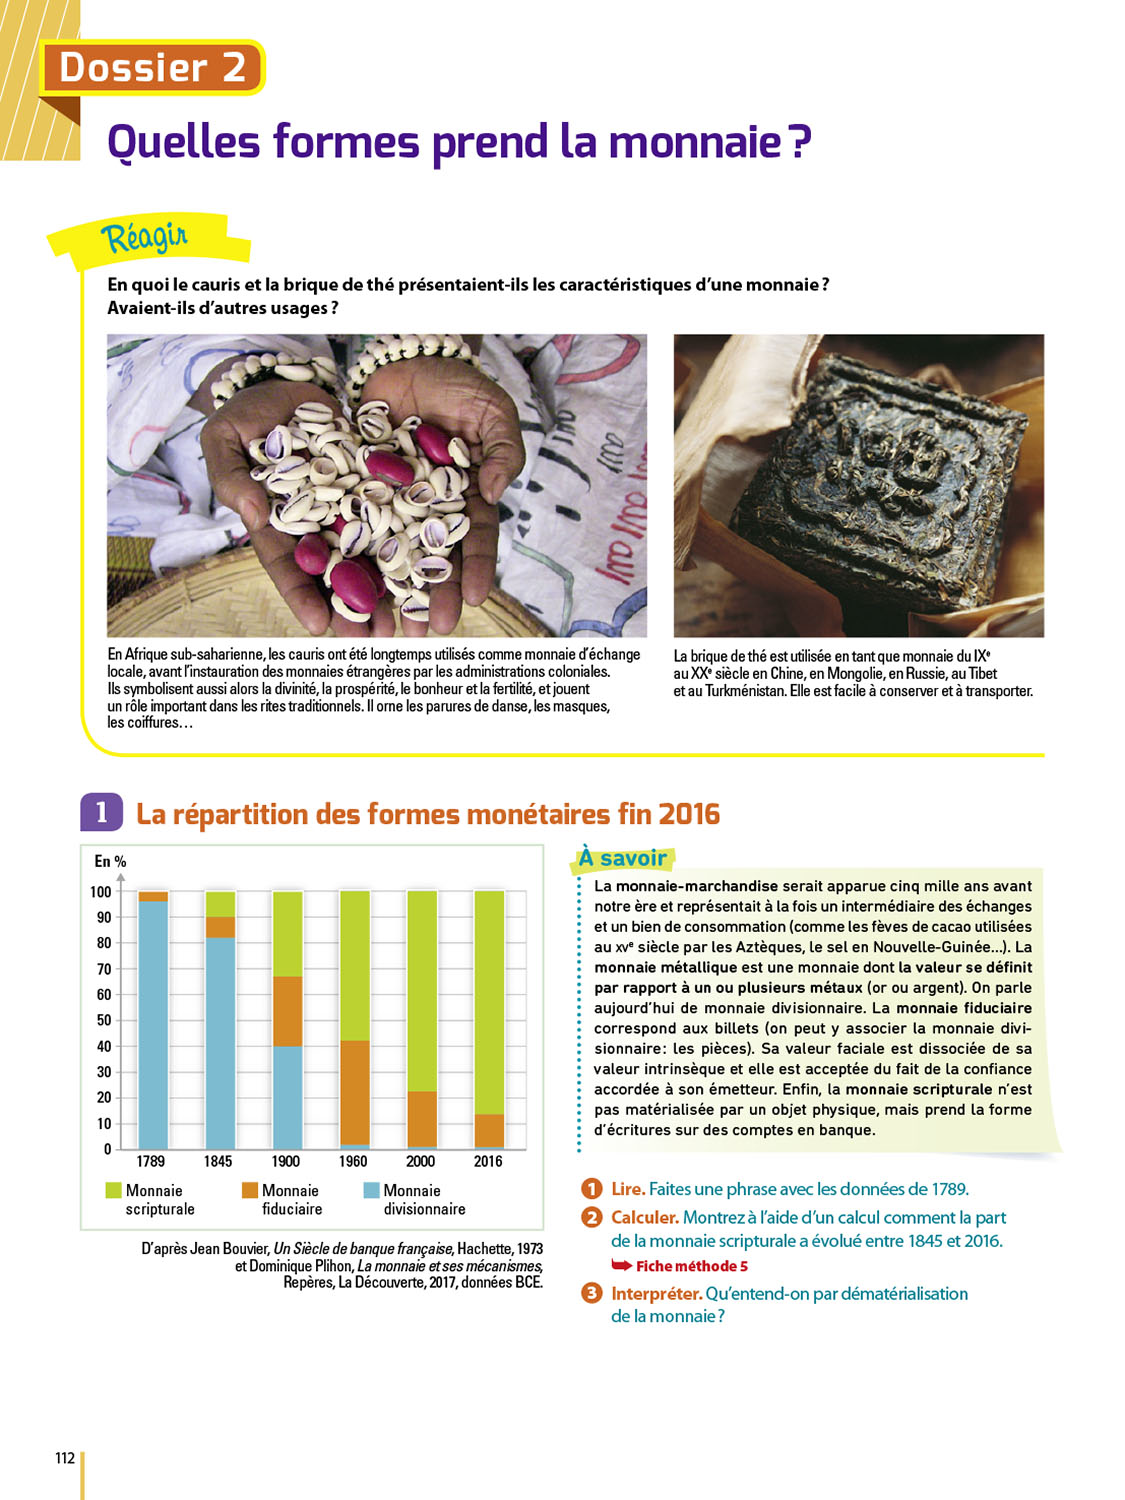 Dossier 2
Quelles formes prend la monnaie ?
Réagir
En quoi le cauris et la brique de thé présentaient-ils les caractéristiques d’une monnaie ?
Avaient-ils d’autres usages ?
En Afrique sub-saharienne, les cauris ont été longtemps utilisés comme monnaie d’échange
locale, avant l’instauration des monnaies étrangères par les administrations coloniales.
Ils symbolisent aussi alors la divinité, la prospérité, le bonheur et la fertilité, et jouent
un rôle important dans les rites traditionnels. Il orne les parures de danse, les masques,
les coiffures…
La brique de thé est utilisée en tant que monnaie du IXe
au XXe siècle en Chine, en Mongolie, en Russie, au Tibet
et au Turkménistan. Elle est facile à conserver et à transporter.
1 La répartition des formes monétaires fin 2016
En %
100
90
80
70
60
50
40
30
20
10
0
1789 1845 1900 1960 2000 2016
Monnaie scripturale
Monnaie fiduciaire
Monnaie divisionnaire
D’après Jean Bouvier, Un Siècle de banque française, Hachette, 1973
et Dominique Plihon, La monnaie et ses mécanismes,
Repères, La Découverte, 2017, données BCE.
À savoir
La monnaie-marchandise serait apparue cinq mille ans avant
notre ère et représentait à la fois un intermédiaire des échanges
et un bien de consommation (comme les fèves de cacao utilisées
au XVe siècle par les Aztèques, le sel en Nouvelle-Guinée...). La
monnaie métallique est une monnaie dont la valeur se définit
par rapport à un ou plusieurs métaux (or ou argent). On parle
aujourd’hui de monnaie divisionnaire. La monnaie fiduciaire
correspond aux billets (on peut y associer la monnaie divi-
sionnaire : les pièces). Sa valeur faciale est dissociée de sa
valeur intrinsèque et elle est acceptée du fait de la confiance
accordée à son émetteur. Enfin, la monnaie scripturale n’est
pas matérialisée par un objet physique, mais prend la forme
d’écritures sur des comptes en banque.
1 Lire. Faites une phrase avec les données de 1789.
2 Calculer. Montrez à l’aide d’un calcul comment la part
de la monnaie scripturale a évolué entre 1845 et 2016.
Fiche méthode 5
3 Interpréter. Qu’entend-on par dématérialisation
de la monnaie ?
112